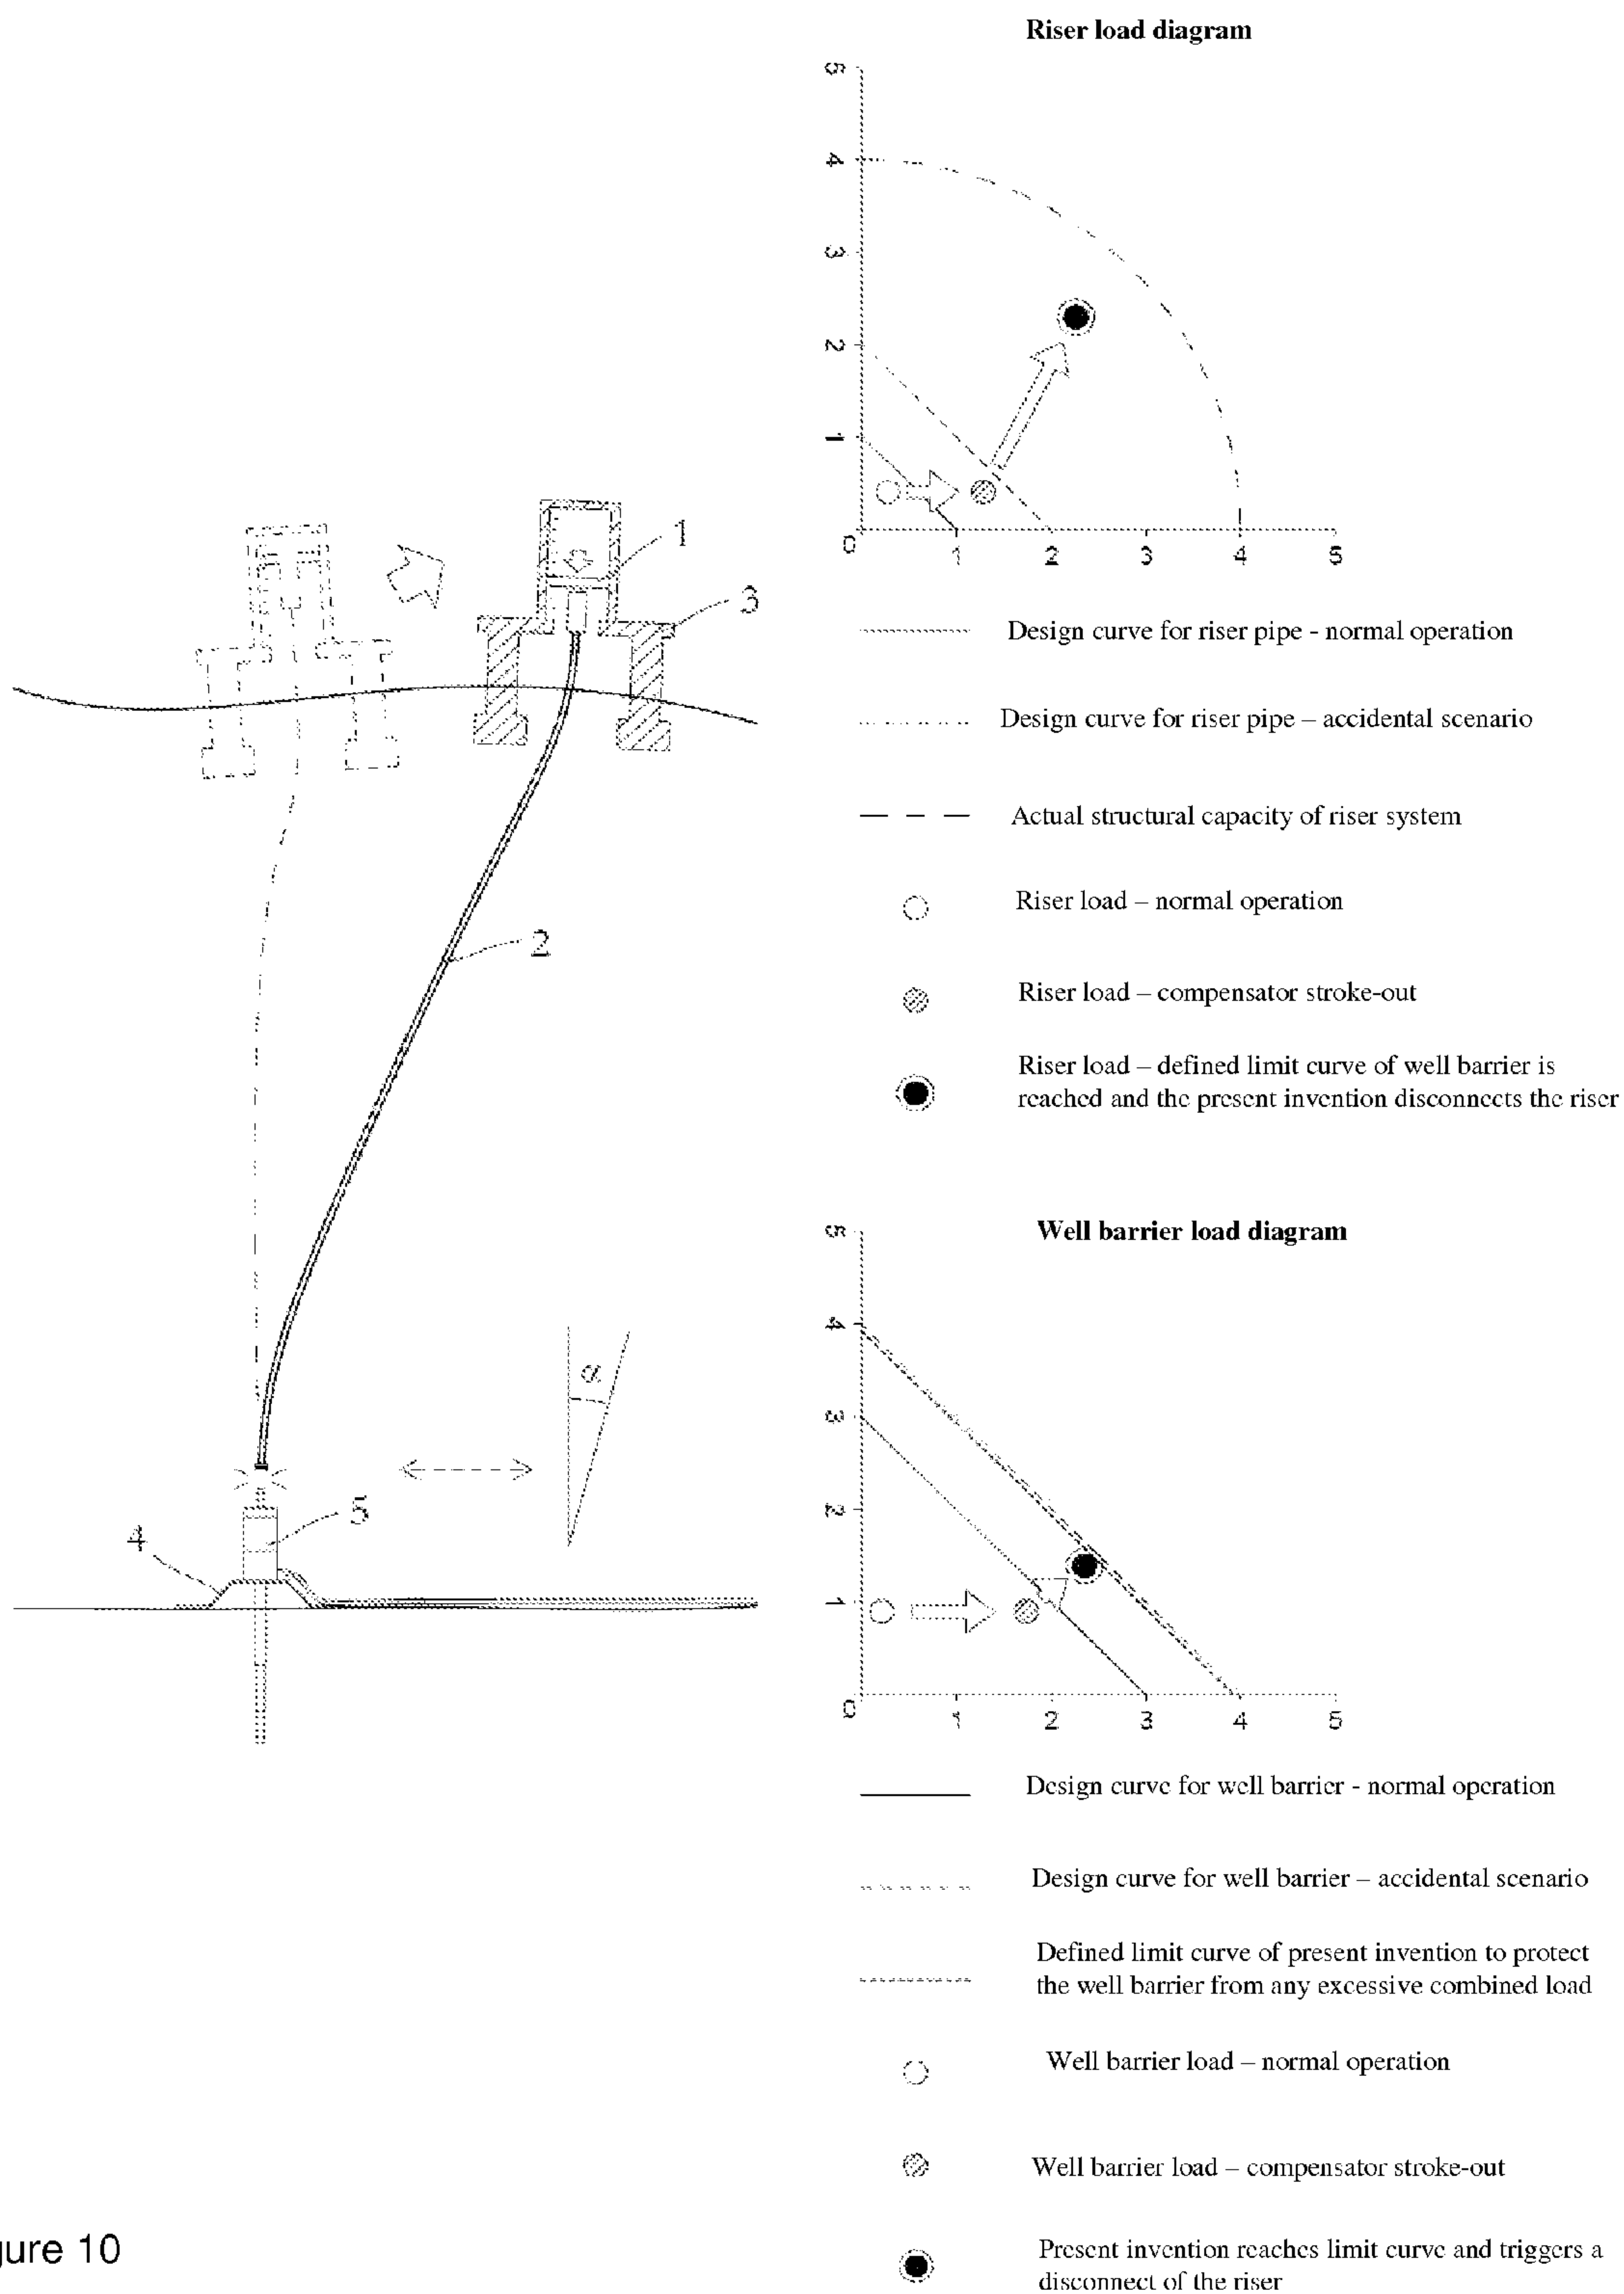 Riser load diagram
5
4
3
2
1
0 1 2 3 4 5
Design curve for riser pipe - normal operation
Design curve for riser pipe – accidental scenario
Actual structural capacity of riser system
Riser load – normal operation
Riser load – compensator stroke-out
Riser load – defined limit curve of well barrier is
reached and the present invention disconnects the riser
1
3
2
α
5
4
Well barrier load diagram
5
4
3
2
1
0 1 2 3 4 5
Design curve for well barrier - normal operation
Design curve for well barrier – accidental scenario
Defined limit curve of present invention to protect
the well barrier from any excessive combined load
Well barrier load – normal operation
Well barrier load – compensator stroke-out
Present invention reaches limit curve and triggers a
disconnect of the riser
gure 10